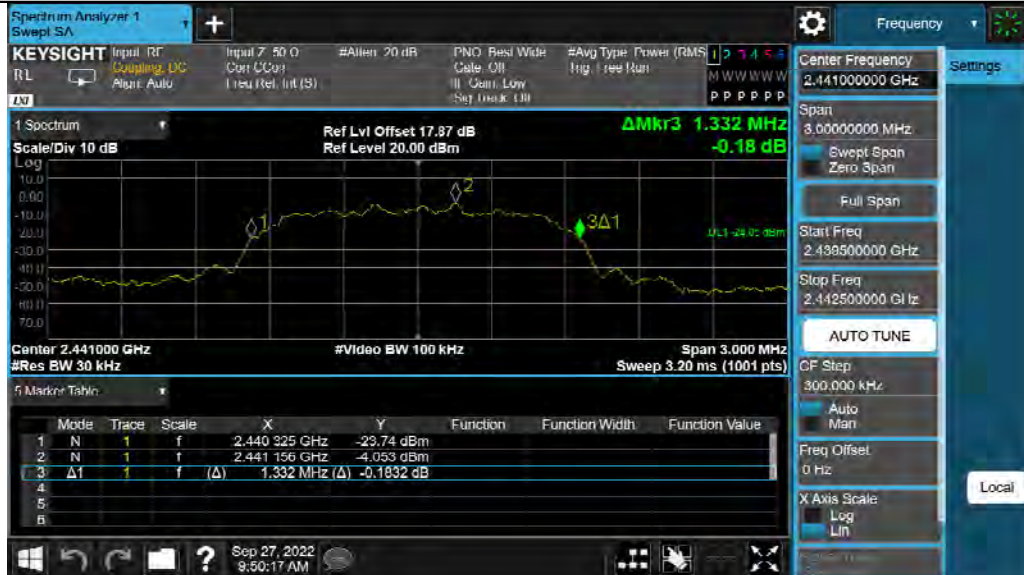 Spectrum Analyzer 1
Swept SA
+
Frequency
KEYSIGHT
RL
LXI
Input: RF
Coupling: DC
Align: Auto
Input Z: 50 Ω
Corr CCorr
Freq Ref: Int (S)
#Atten: 20 dB
PNO: Best Wide
Gate: Off
IF Gain: Low
Sig Track: Off
#Avg Type: Power (RMS
Trig: Free Run
1 2 3 4 5 6
M W W W W W
P P P P P P
1 Spectrum
Scale/Div 10 dB
Ref Lvl Offset 17.87 dB
Ref Level 20.00 dBm
ΔMkr3 1.332 MHz
-0.18 dB
Log
10.0
0.00
-10.0
-20.0
-30.0
-40.0
-50.0
-60.0
-70.0
1
2
3Δ1
DL1 -24.05 dBm
Center 2.441000 GHz
#Res BW 30 kHz
#Video BW 100 kHz
Span 3.000 MHz
Sweep 3.20 ms (1001 pts)
5 Marker Table
Mode Trace Scale X Y Function Function Width Function Value
1 N 1 f 2.440 325 GHz -23.74 dBm
2 N 1 f 2.441 156 GHz -4.053 dBm
3 Δ1 1 f (Δ) 1.332 MHz (Δ) -0.1832 dB
4
5
6
Sep 27, 2022
9:50:17 AM
?
Center Frequency
2.441000000 GHz
Span
3.00000000 MHz
Swept Span
Zero Span
Full Span
Start Freq
2.439500000 GHz
Stop Freq
2.442500000 GHz
AUTO TUNE
CF Step
300.000 kHz
Auto
Man
Freq Offset
0 Hz
X Axis Scale
Log
Lin
Settings
Local